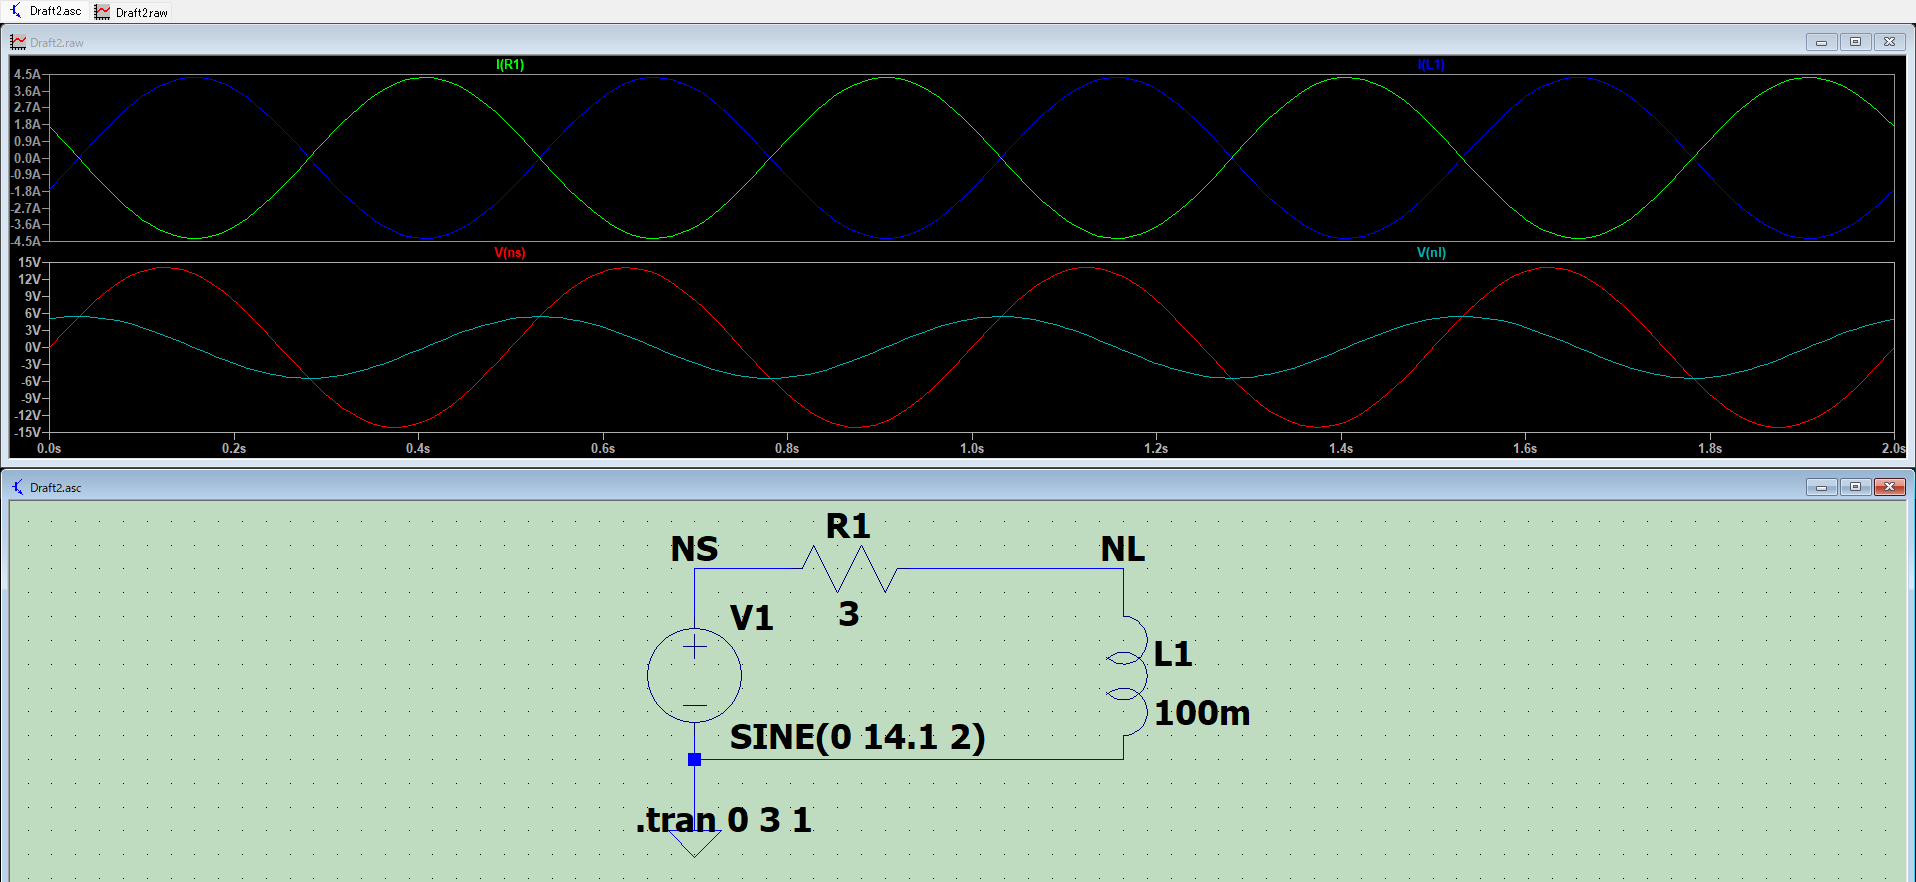 Draft2.asc Draft2.raw
Draft2.raw
I(R1) I(L1)
4.5A
3.6A
2.7A
1.8A
0.9A
0.0A
-0.9A
-1.8A
-2.7A
-3.6A
-4.5A
V(ns) V(nl)
15V
12V
9V
6V
3V
0V
-3V
-6V
-9V
-12V
-15V
0.0s 0.2s 0.4s 0.6s 0.8s 1.0s 1.2s 1.4s 1.6s 1.8s 2.0s
Draft2.asc
R1
NS NL
3
V1
L1
100m
SINE(0 14.1 2)
.tran 0 3 1